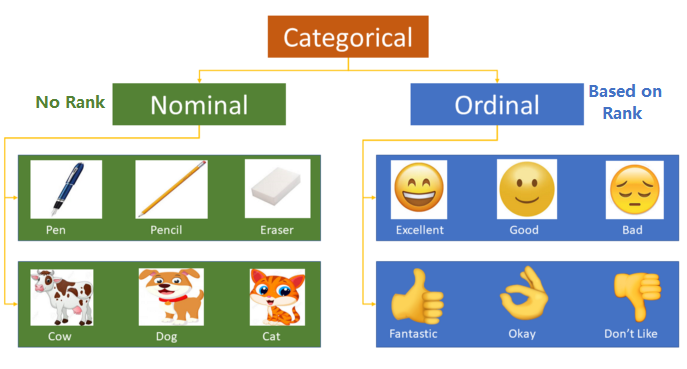 Categorical
No Rank
Nominal
Ordinal
Based on
Rank
Pen Pencil Eraser
Excellent Good Bad
Cow Dog Cat
Fantastic Okay Don't Like